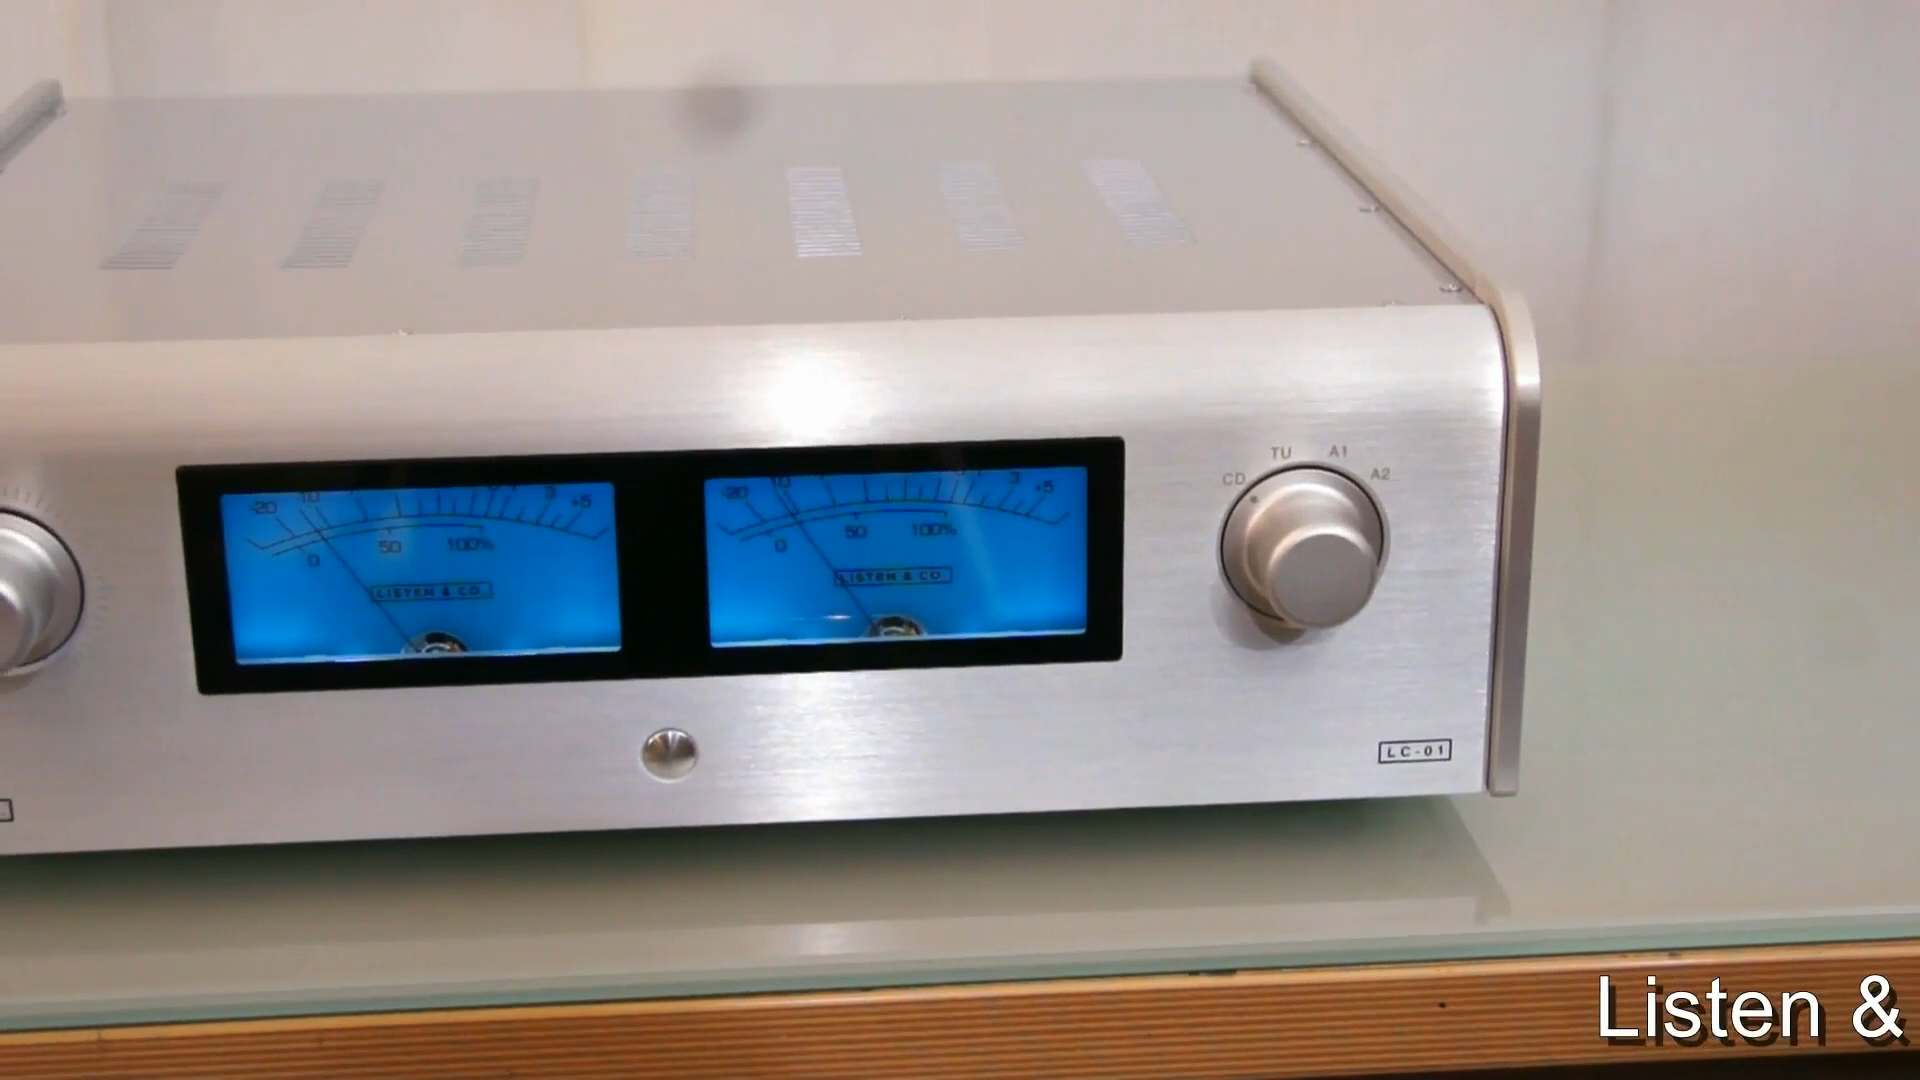 TU A1
CD A2
-20 10 3 +5
0 50 100%
LISTEN & CO.
-20 10 3 +5
0 50 100%
LISTEN & CO.
LC-01
Listen &